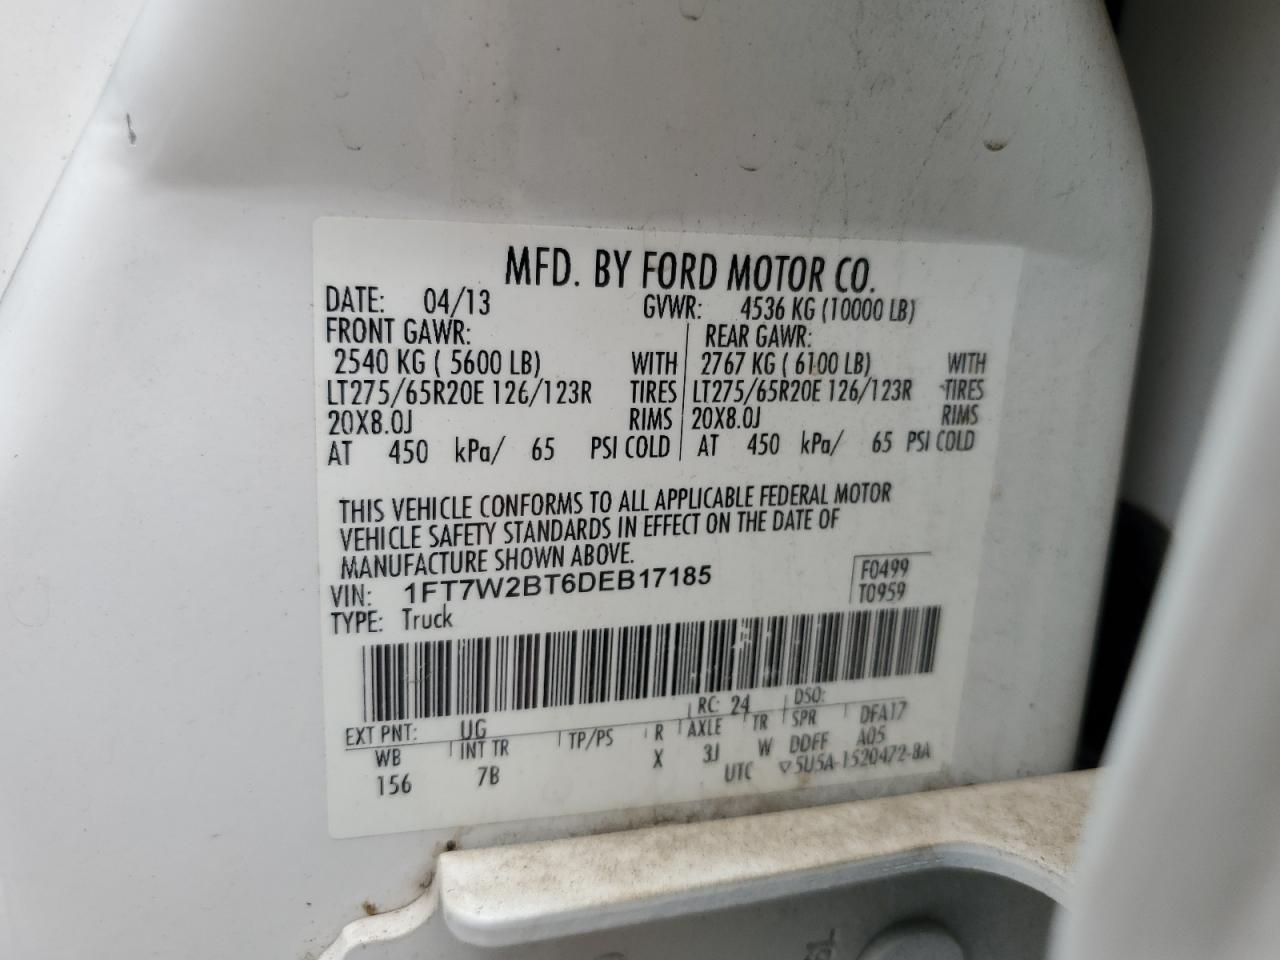 MFD. BY FORD MOTOR CO.
DATE: 04/13 GVWR: 4536 KG (10000 LB)
FRONT GAWR: REAR GAWR:
2540 KG ( 5600 LB) WITH 2767 KG ( 6100 LB) WITH
LT275/65R20E 126/123R TIRES LT275/65R20E 126/123R TIRES
20X8.0J RIMS 20X8.0J RIMS
AT 450 kPa/ 65 PSI COLD AT 450 kPa/ 65 PSI COLD
THIS VEHICLE CONFORMS TO ALL APPLICABLE FEDERAL MOTOR
VEHICLE SAFETY STANDARDS IN EFFECT ON THE DATE OF
MANUFACTURE SHOWN ABOVE.
VIN: 1FT7W2BT6DEB17185 F0499
TYPE: Truck T0959
EXT PNT: UG RC: 24 DSO:
WB INT TR TP/PS R AXLE TR SPR DFA17
156 7B X 3J W DDFF A05
UTC ▽5U5A-1520472-BA